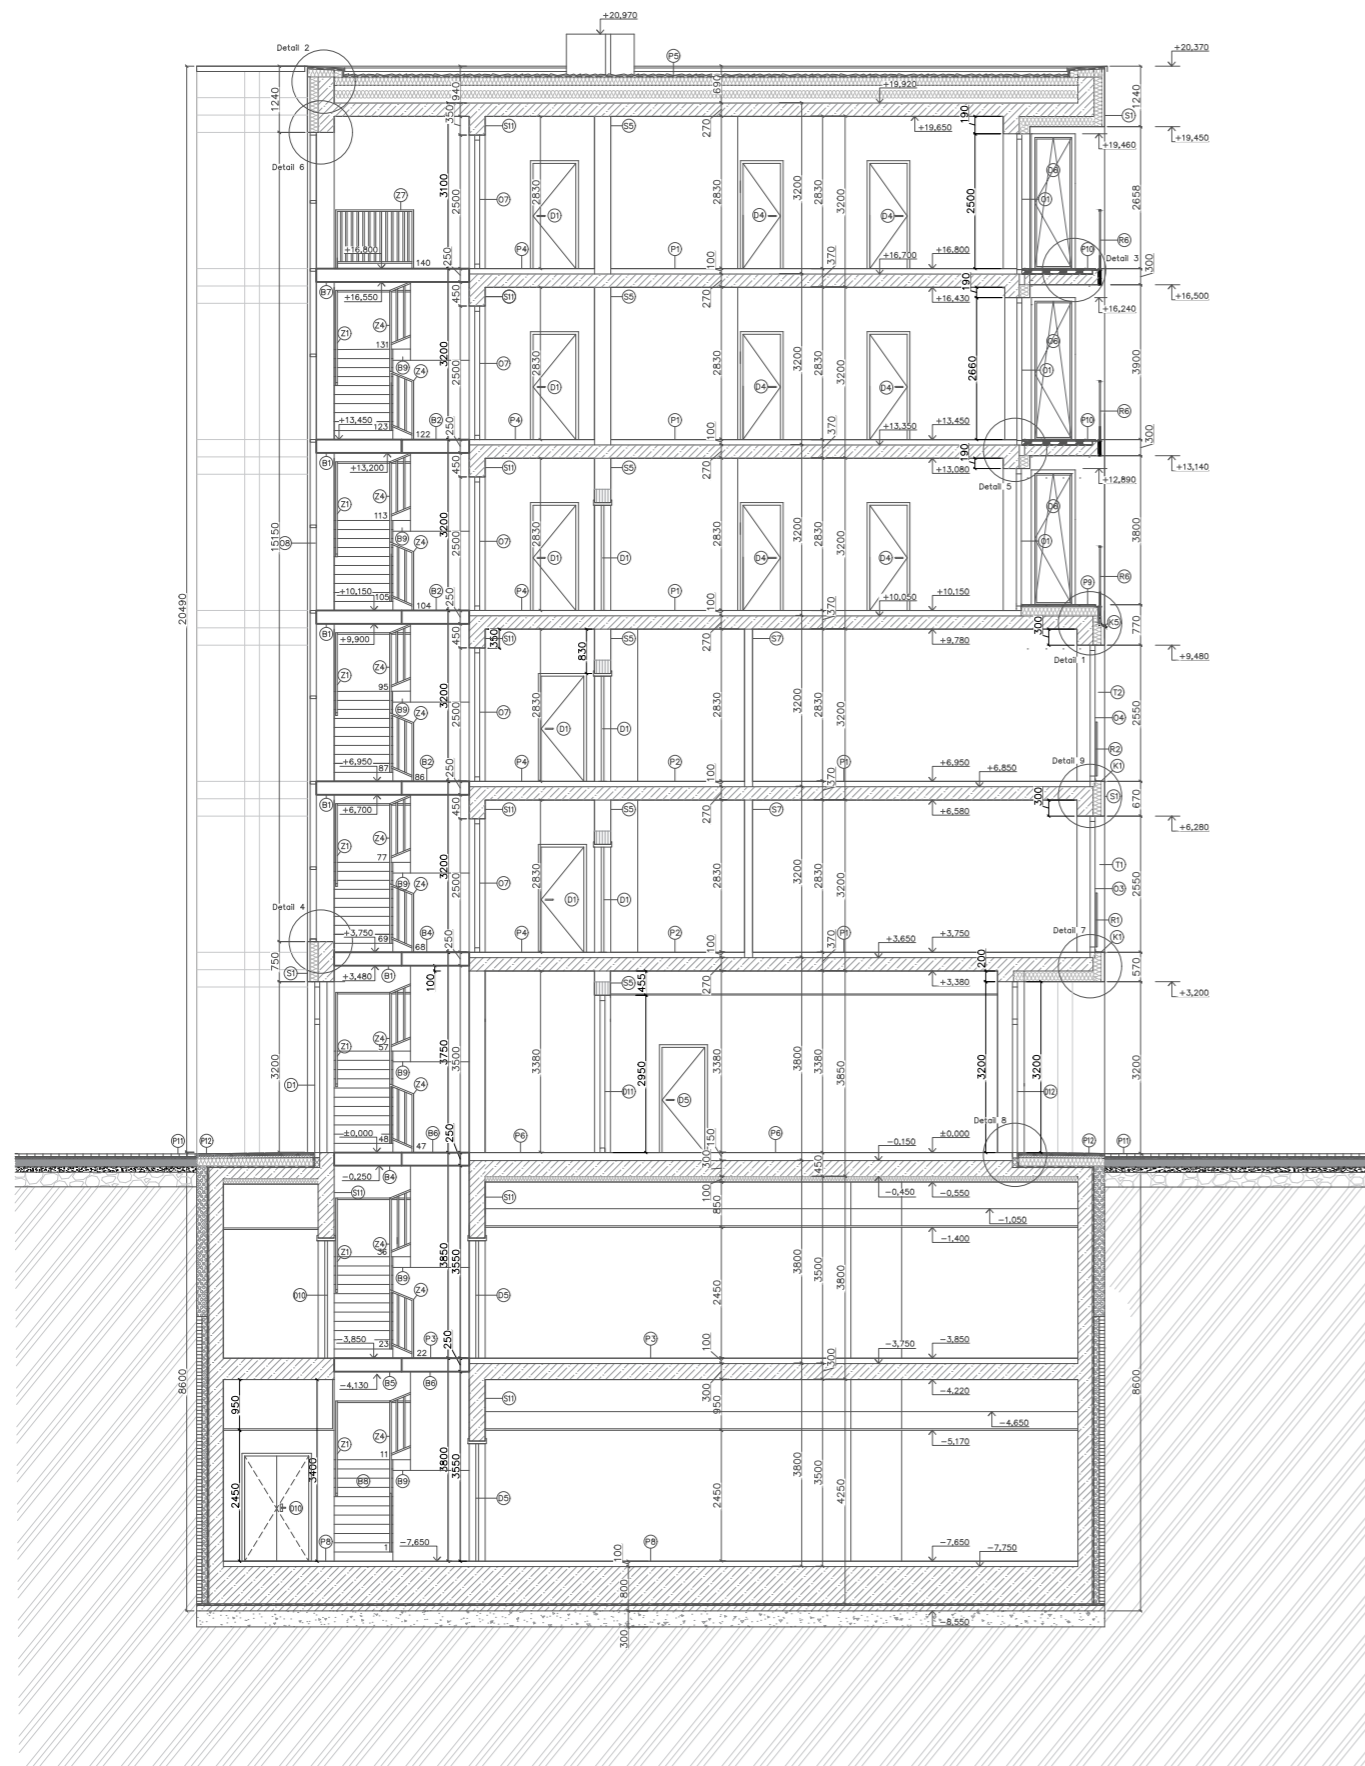 +20,970
Detail 2
P5
+20,370
1240
940
690
1240
+19,920
350
S11
S5
270
+19,650
190
S1
+19,450
+19,460
Detail 6
Z7
3100
2500
O7
2830
D1
2830
D4
3200
2830
3200
D4
2500
O6
O1
2658
R6
+16,800
140
250
P4
P1
100
370
+16,700
+16,800
P10
Detail 3
300
B7
+16,550
450
S11
S5
270
+16,430
190
+16,500
+16,240
Z1
Z4
131
B9
Z4
3200
2500
O7
2830
D1
2830
D4
3200
2830
3200
D4
2660
O6
O1
3900
R6
+13,450
123
122
B2
250
P4
P1
100
370
+13,450
+13,350
P10
300
B1
+13,200
450
S11
S5
270
+13,080
190
+13,140
+12,890
Detail 5
Z1
Z4
113
B9
Z4
3200
2500
O7
2830
D1
D1
2830
D4
3200
2830
3200
D4
O6
O1
3800
R6
O8
15150
20490
+10,150
105
104
B2
250
P4
P1
100
370
+10,050
+10,150
P9
K5
B1
+9,900
450
S11
350
830
S5
270
S7
+9,780
300
770
Detail 1
+9,480
Z1
Z4
95
B9
Z4
3200
2500
O7
2830
D1
D1
2830
3200
2830
3200
T2
O4
2550
R2
+6,950
87
86
B2
250
P4
P2
100
P1
370
+6,950
+6,850
Detail 9
K1
B1
+6,700
450
S11
S5
270
S7
+6,580
300
S1
670
+6,280
Z1
Z4
77
B9
Z4
3200
2500
O7
2830
D1
D1
2830
3200
2830
3200
T1
O3
2550
R1
Detail 4
+3,750
69
68
B4
250
P4
P2
100
P1
370
+3,650
+3,750
Detail 7
K1
750
S1
+3,480
B1
100
S5
455
270
+3,380
200
570
+3,200
Z1
Z4
57
B9
Z4
3750
3500
3380
2950
D11
D5
3380
3800
3380
3850
3200
3200
D12
3200
3200
D1
Detail 8
P11
P12
±0,000
48
47
B6
250
P6
P6
150
300
450
-0,150
±0,000
P12
P11
-0,250
B4
S11
S11
100
850
-0,450
-0,550
-1,050
-1,400
Z1
Z4
36
B9
Z4
3850
3550
D10
D5
2450
3800
3500
3800
-3,850
23
22
P3
250
P3
100
300
-3,750
-3,850
8600
8600
-4,130
B5
B6
950
S11
300
950
-4,220
-4,650
-5,170
Z1
Z4
11
B8
B9
3400
3800
3550
2450
D10
D5
2450
3800
3500
4250
P8
1
-7,650
P8
100
-7,650
-7,750
800
-8,550
300